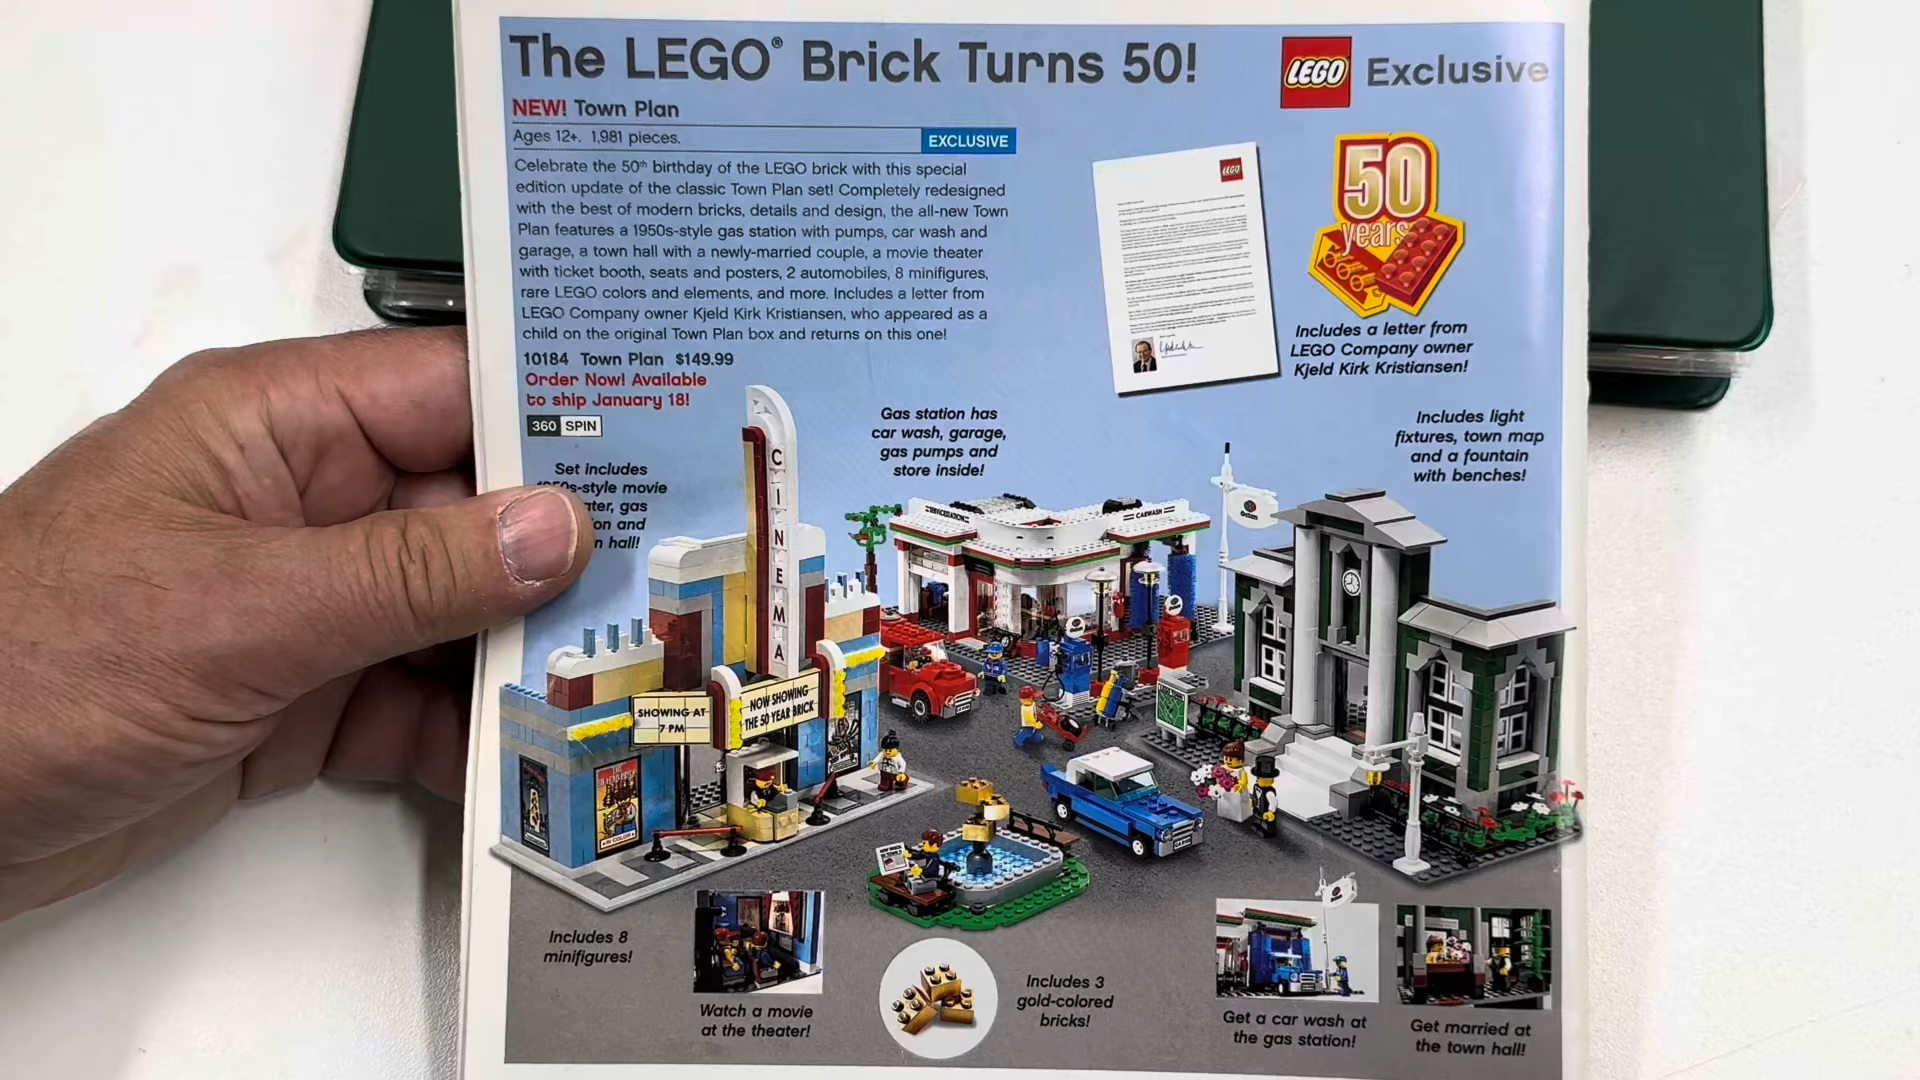 The LEGO® Brick Turns 50!
LEGO Exclusive
NEW! Town Plan
Ages 12+. 1,981 pieces.
EXCLUSIVE
Celebrate the 50th birthday of the LEGO brick with this special
edition update of the classic Town Plan set! Completely redesigned
with the best of modern bricks, details and design, the all-new Town
Plan features a 1950s-style gas station with pumps, car wash and
garage, a town hall with a newly-married couple, a movie theater
with ticket booth, seats and posters, 2 automobiles, 8 minifigures,
rare LEGO colors and elements, and more. Includes a letter from
LEGO Company owner Kjeld Kirk Kristiansen, who appeared as a
child on the original Town Plan box and returns on this one!
10184 Town Plan $149.99
Order Now! Available
to ship January 18!
360 SPIN
LEGO
50
years
Includes a letter from
LEGO Company owner
Kjeld Kirk Kristiansen!
Set includes
-style movie
gas
and
hall!
Gas station has
car wash, garage,
gas pumps and
store inside!
Includes light
fixtures, town map
and a fountain
with benches!
CINEMA
SERVICESTATION
CARWASH
Octan
SHOWING AT
7 PM
NOW SHOWING
THE 50 YEAR BRICK
IN COLOR
Includes 8
minifigures!
Watch a movie
at the theater!
Includes 3
gold-colored
bricks!
Get a car wash at
the gas station!
Get married at
the town hall!